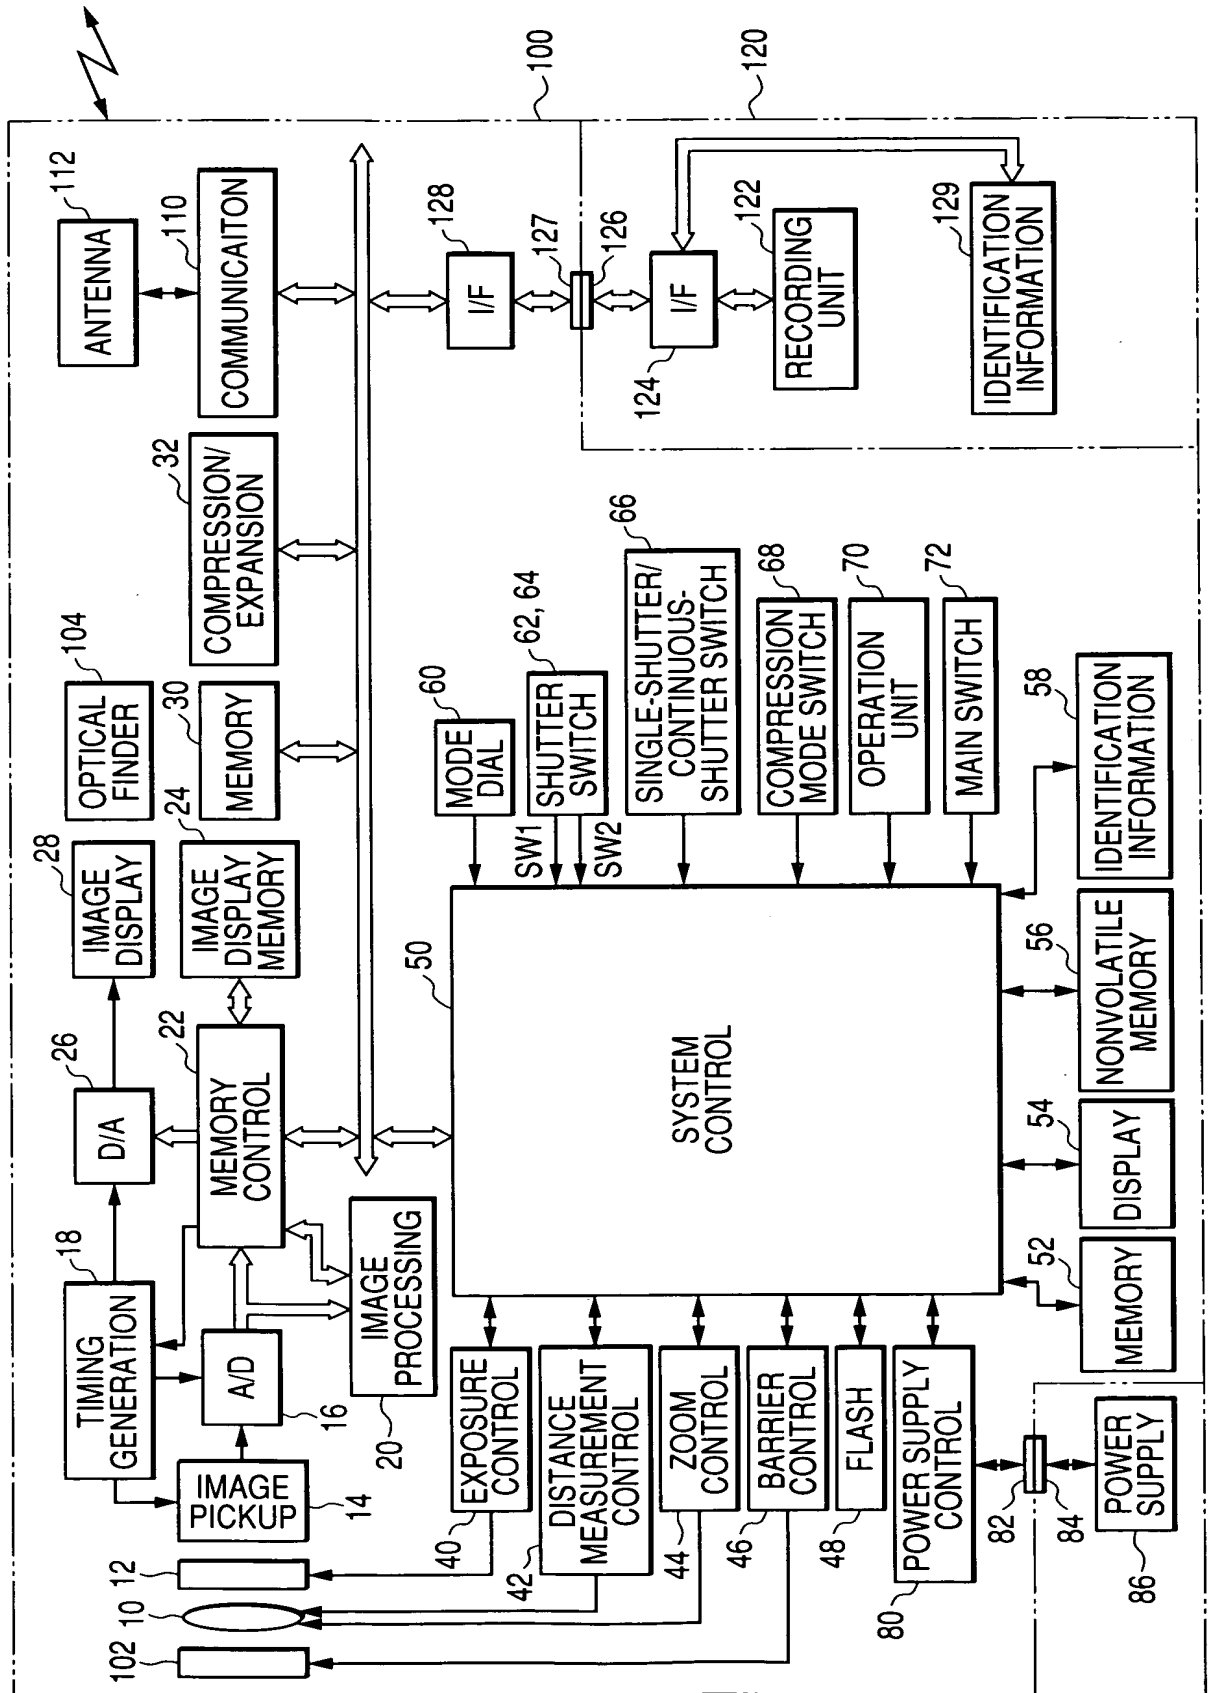 102
10
12
IMAGE
PICKUP
14
TIMING
GENERATION
18
A/D
16
D/A
26
IMAGE
DISPLAY
28
MEMORY
CONTROL
22
IMAGE
DISPLAY
MEMORY
24
IMAGE
PROCESSING
20
OPTICAL
FINDER
104
MEMORY
30
COMPRESSION/
EXPANSION
32
ANTENNA
112
COMMUNICAITON
110
100
120
I/F
128
127
126
I/F
124
RECORDING
UNIT
122
IDENTIFICATION
INFORMATION
129
EXPOSURE
CONTROL
40
DISTANCE
MEASUREMENT
CONTROL
42
ZOOM
CONTROL
44
BARRIER
CONTROL
46
FLASH
48
POWER SUPPLY
CONTROL
80
SYSTEM
CONTROL
50
MODE
DIAL
60
SW1
SHUTTER
SWITCH
62, 64
SW2
SINGLE-SHUTTER/
CONTINUOUS-
SHUTTER SWITCH
66
COMPRESSION
MODE SWITCH
68
OPERATION
UNIT
70
MAIN SWITCH
72
82
84
POWER
SUPPLY
86
MEMORY
52
DISPLAY
54
NONVOLATILE
MEMORY
56
IDENTIFICATION
INFORMATION
58